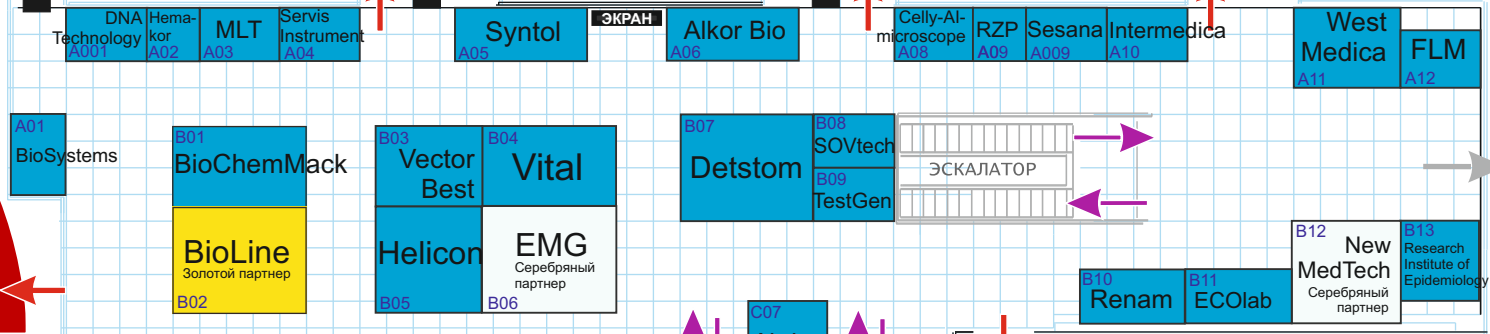 DNA
Technology
A001
Hema-
kor
A02
MLT
A03
Servis
Instrument
A04
Syntol
A05
ЭКРАН
Alkor Bio
A06
Celly-AI-
microscope
A08
RZP
A09
Sesana
A009
Intermedica
A10
West
Medica
A11
FLM
A12
A01
BioSystems
B01
BioChemMack
B03
Vector
Best
B04
Vital
B07
Detstom
B08
SOVtech
B09
TestGen
ЭСКАЛАТОР
BioLine
Золотой партнер
B02
Helicon
B05
EMG
Серебряный
партнер
B06
B10
Renam
B11
ECOlab
B12
New
MedTech
Серебряный
партнер
B13
Research
Institute of
Epidemiology
C07